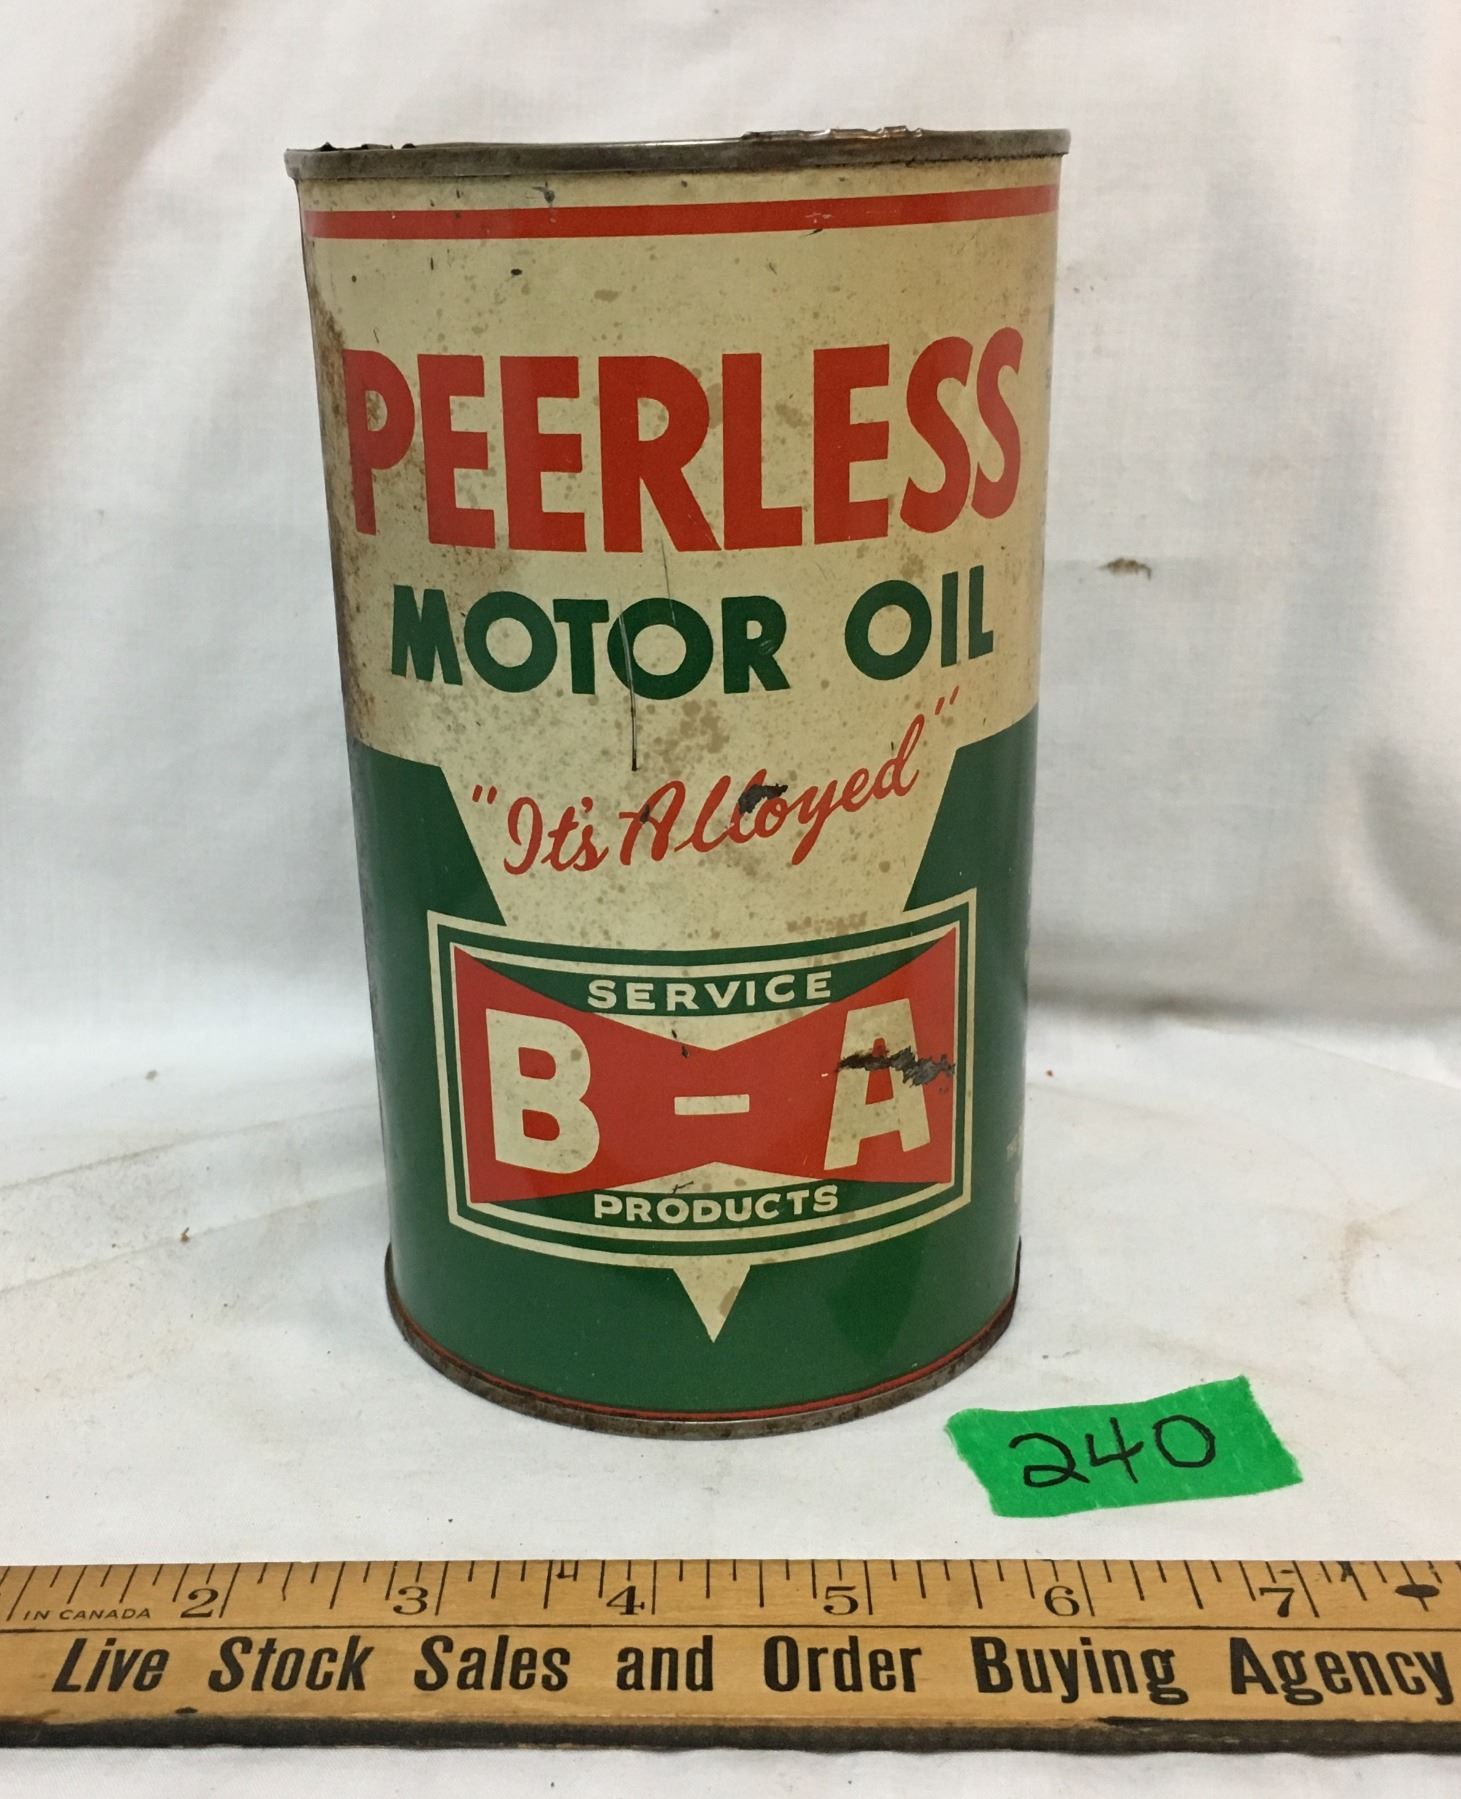 PEERLESS
MOTOR OIL
"It's Alloyed"
SERVICE
B-A
PRODUCTS
240
IN CANADA 2 3 4 5 6 7
Live Stock Sales and Order Buying Agency